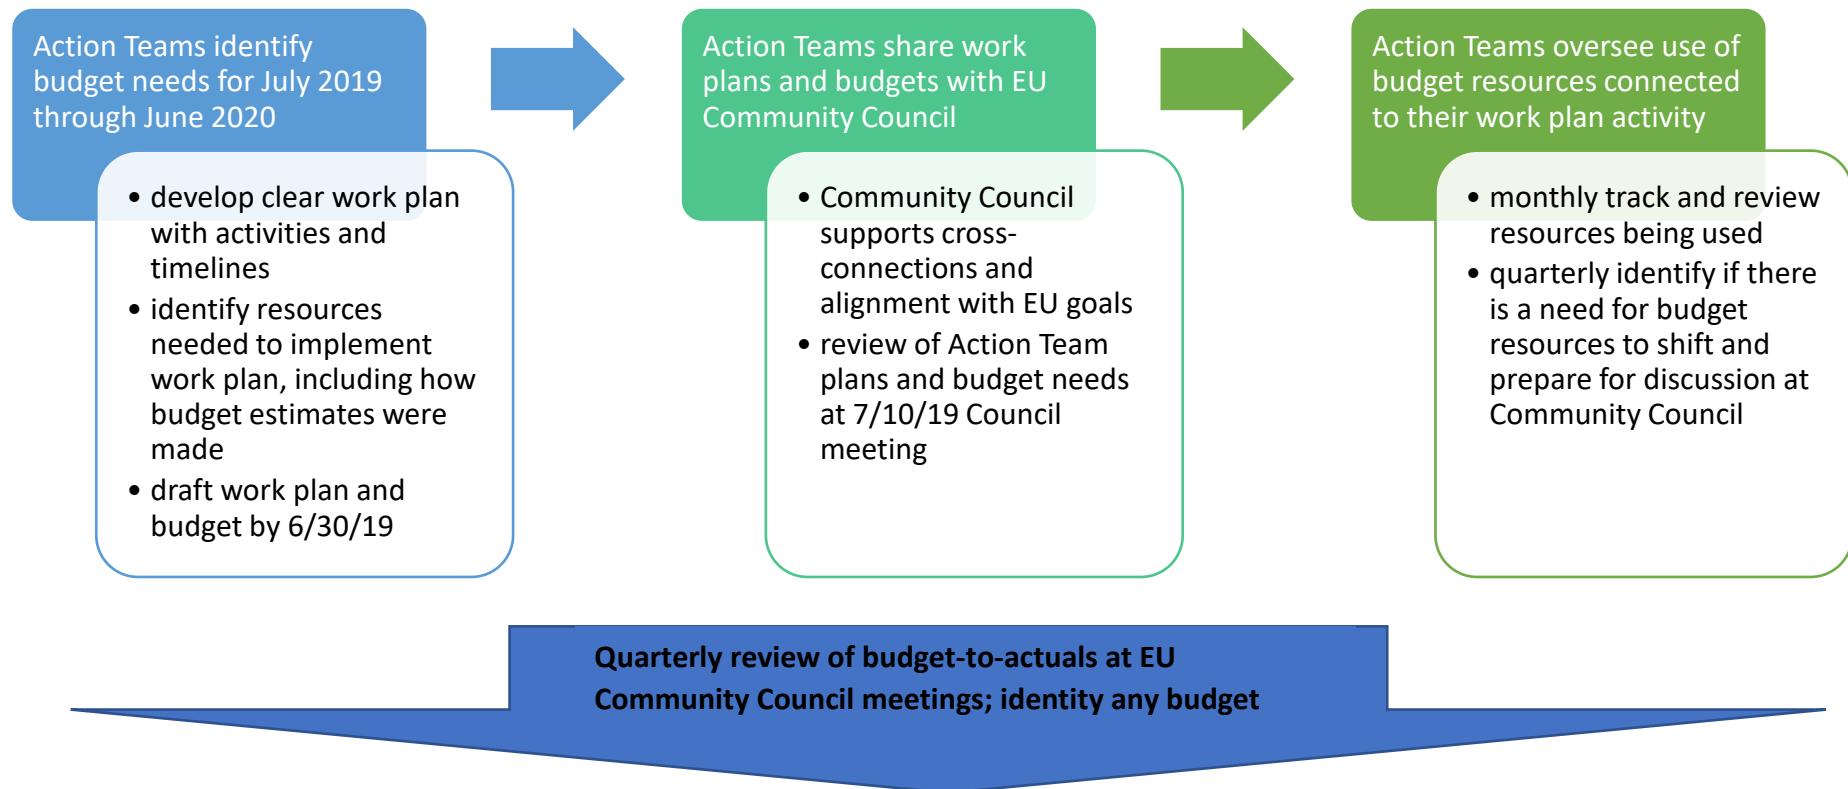 Action Teams identify
budget needs for July 2019
through June 2020
• develop clear work plan
with activities and
timelines
• identify resources
needed to implement
work plan, including how
budget estimates were
made
• draft work plan and
budget by 6/30/19
Action Teams share work
plans and budgets with EU
Community Council
• Community Council
supports cross-
connections and
alignment with EU goals
• review of Action Team
plans and budget needs
at 7/10/19 Council
meeting
Action Teams oversee use of
budget resources connected
to their work plan activity
• monthly track and review
resources being used
• quarterly identify if there
is a need for budget
resources to shift and
prepare for discussion at
Community Council
Quarterly review of budget-to-actuals at EU
Community Council meetings; identity any budget